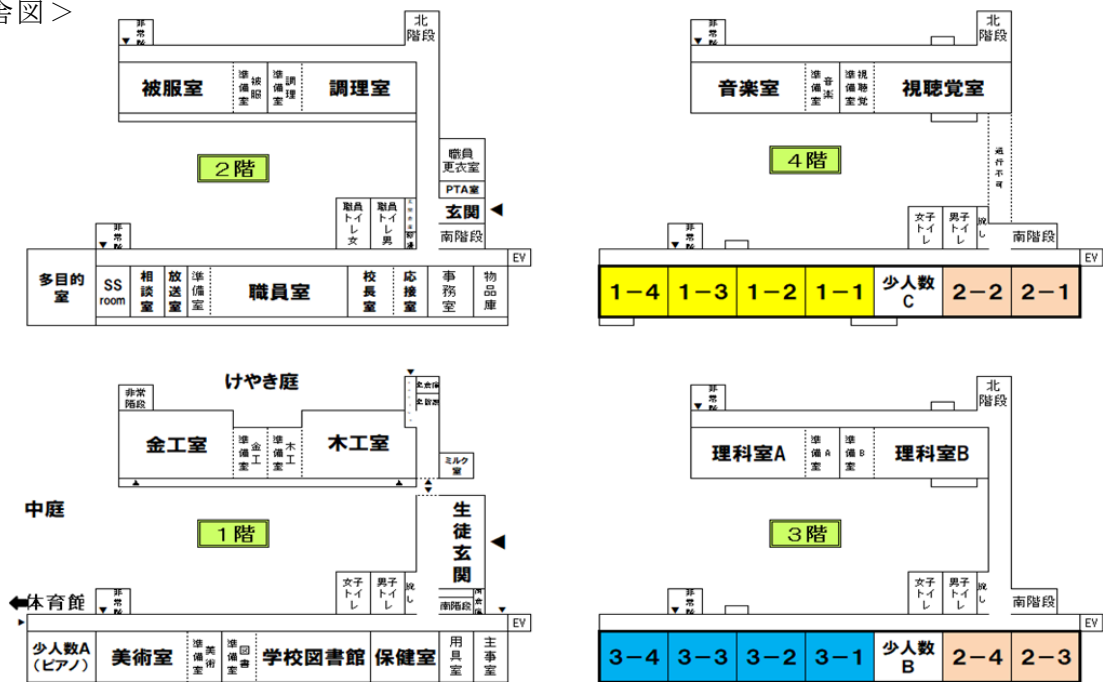 舎図＞
非常階
北階段
被服室
準備室 被服
準備室 調理
調理室
2階
職員更衣室
PTA室
玄関
職員トイレ女
職員トイレ男
南階段
非常階
EV
多目的室
SS room
相談室
放送室
準備室
職員室
校長室
応接室
事務室
物品庫
非常階
北階段
音楽室
準備室 音楽
準備室 視聴覚
視聴覚室
4階
通行不可
女子トイレ
男子トイレ
流し
南階段
非常階
EV
1−4
1−3
1−2
1−1
少人数C
2−2
2−1
けやき庭
非常階段
金工室
準備室 金工
準備室 木工
木工室
ミルク室
中庭
1階
生徒玄関
女子トイレ
男子トイレ
流し
南階段
体育館
非常階
EV
少人数A（ピアノ）
美術室
準備室 美術
準備室 図書
学校図書館
保健室
用具室
主事室
非常階
北階段
理科室A
準備室 A
準備室 B
理科室B
3階
女子トイレ
男子トイレ
流し
南階段
非常階
EV
3−4
3−3
3−2
3−1
少人数B
2−4
2−3